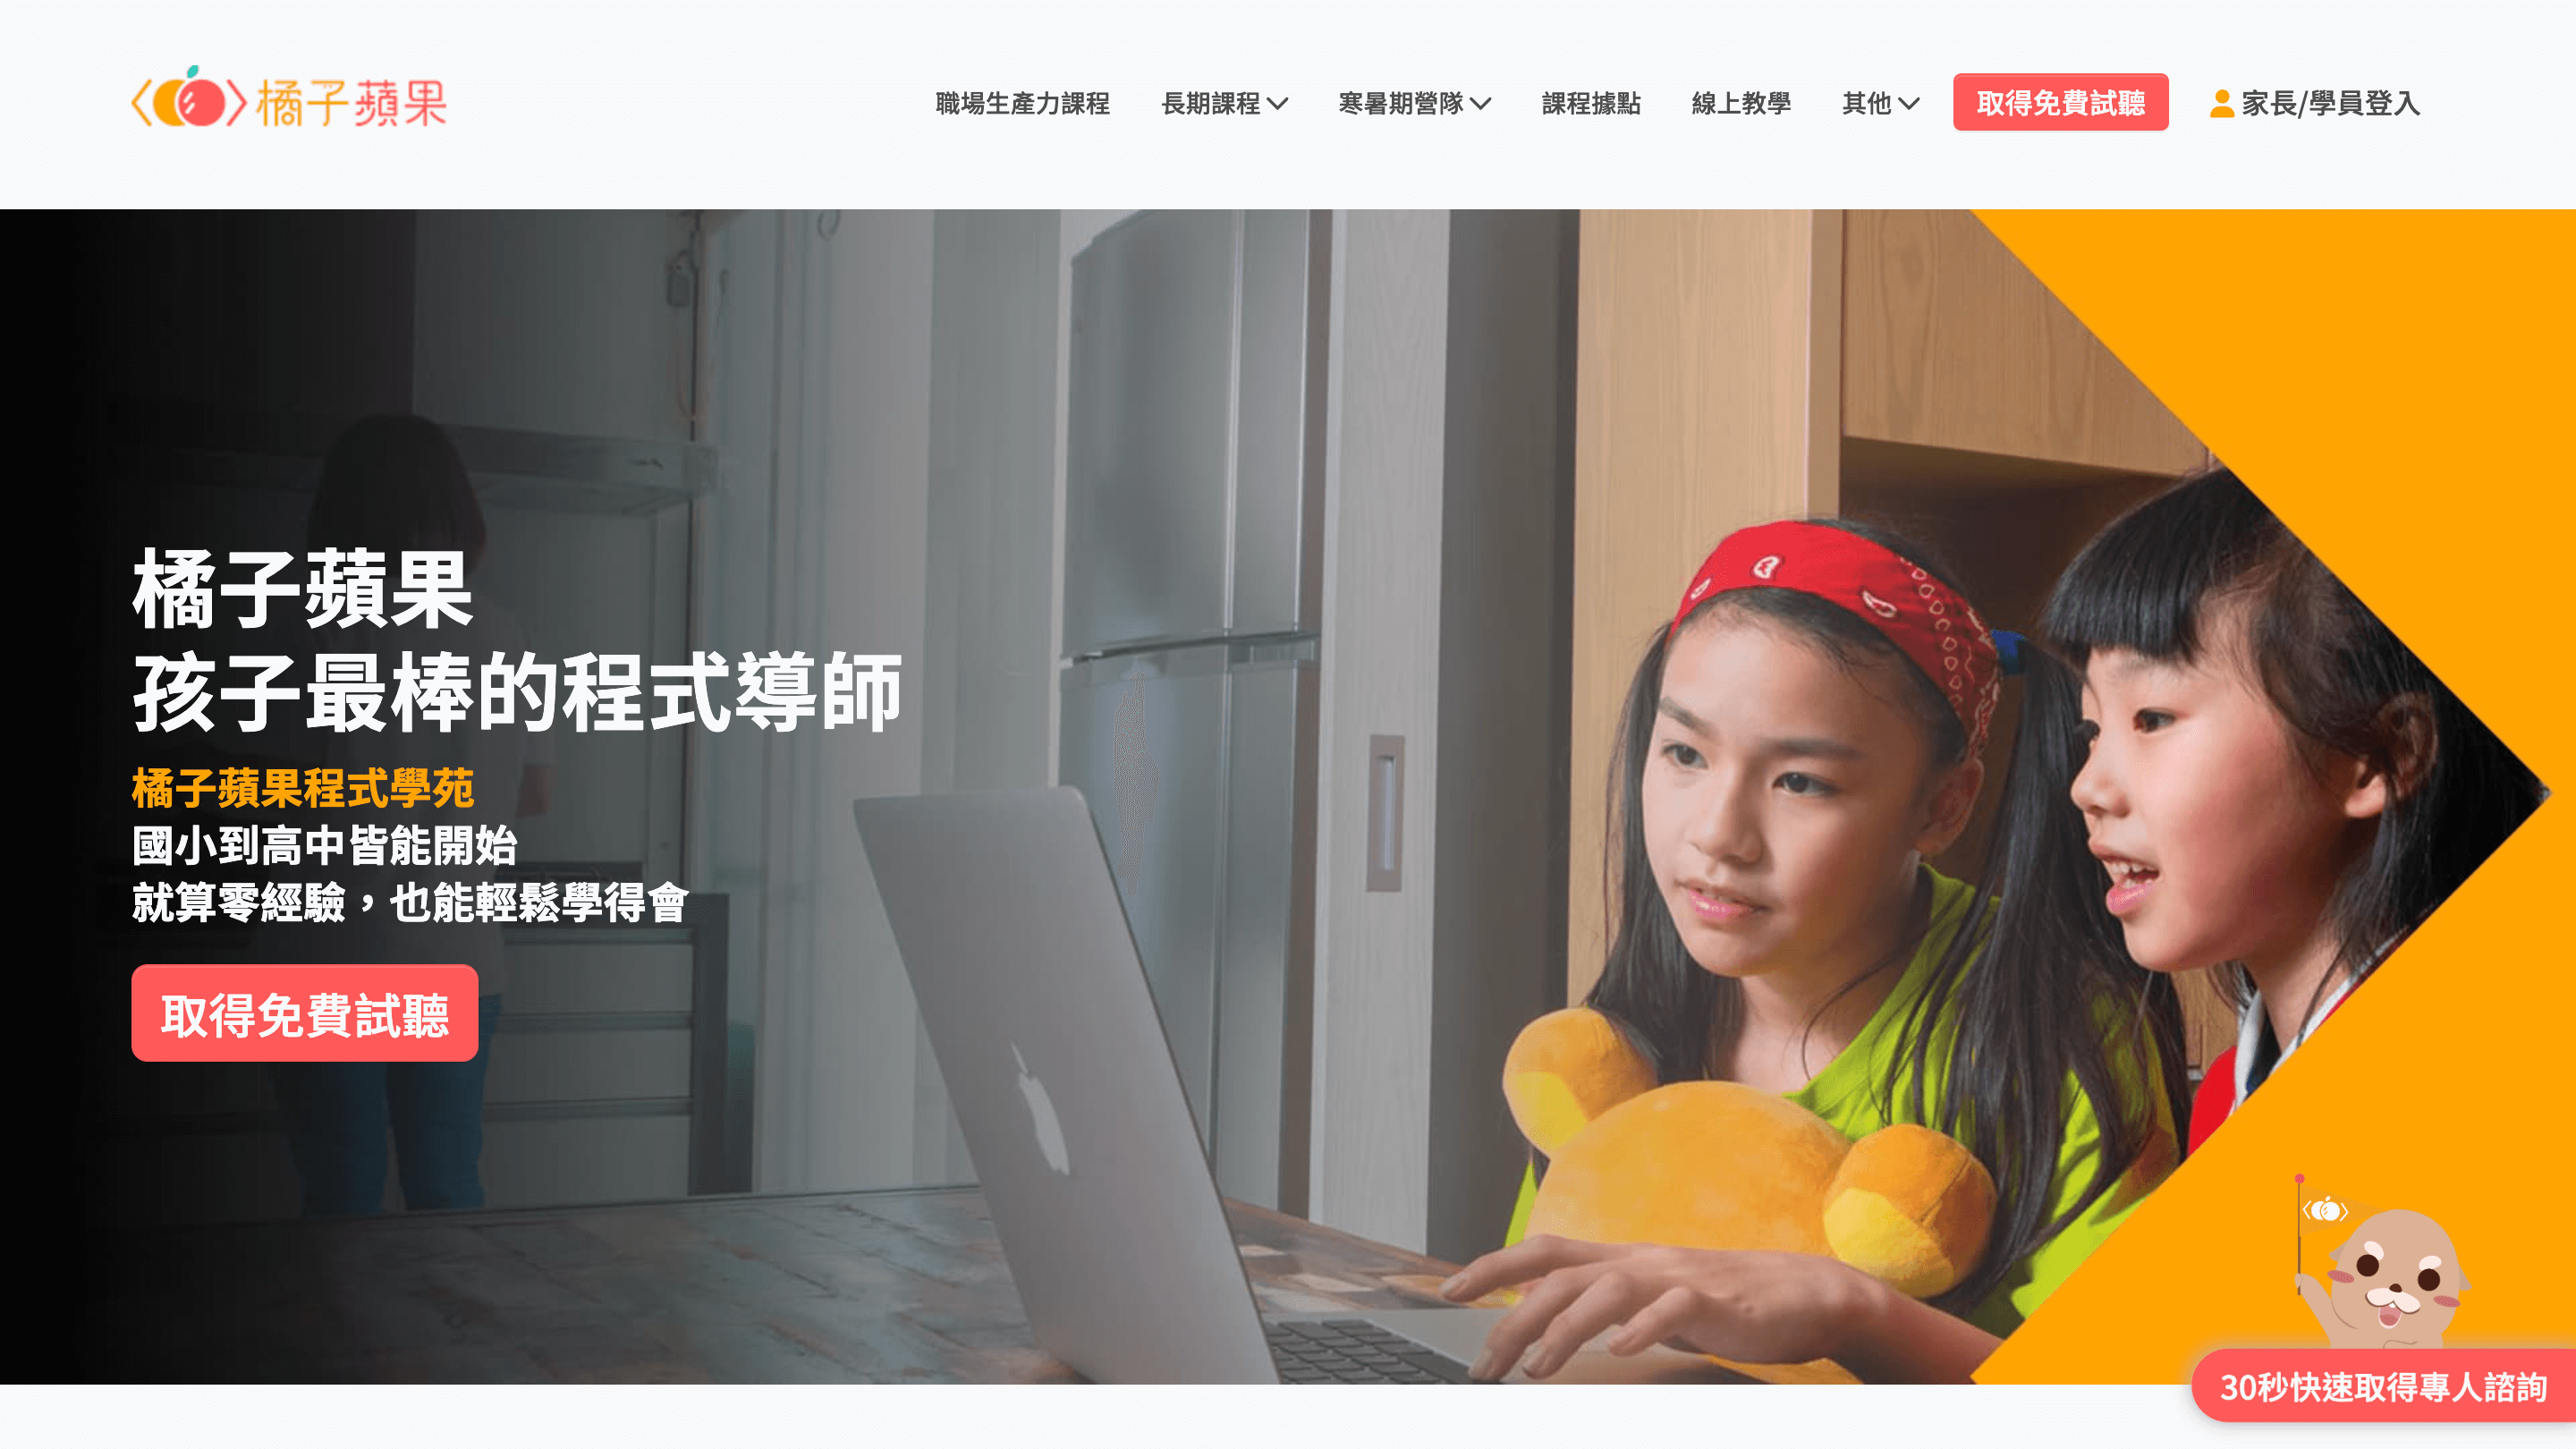 橘子蘋果
職場生產力課程
長期課程
寒暑期營隊
課程據點
線上教學
其他
取得免費試聽
家長/學員登入
橘子蘋果
孩子最棒的程式導師
橘子蘋果程式學苑
國小到高中皆能開始
就算零經驗，也能輕鬆學得會
取得免費試聽
30秒快速取得專人諮詢